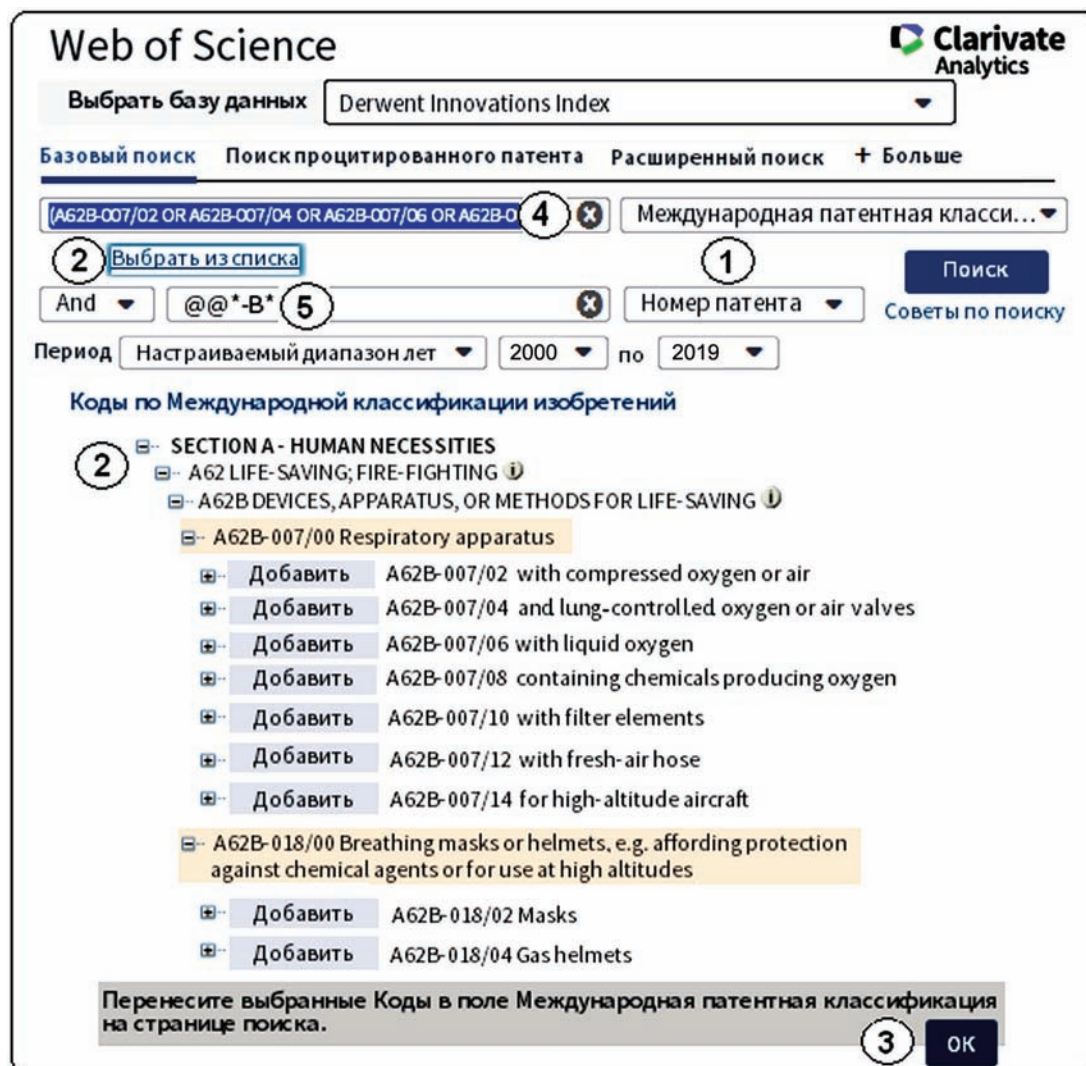 Web of Science
Clarivate
Analytics
Выбрать базу данных Derwent Innovations Index
Базовый поиск Поиск процитированного патента Расширенный поиск + Больше
(A62B-007/02 OR A62B-007/04 OR A62B-007/06 OR A62B-0 4 Международная патентная класси...
2 Выбрать из списка 1 Поиск
And @@*-B* 5 Номер патента Советы по поиску
Период Настраиваемый диапазон лет 2000 по 2019
Коды по Международной классификации изобретений
2 SECTION A - HUMAN NECESSITIES
A62 LIFE-SAVING; FIRE-FIGHTING i
A62B DEVICES, APPARATUS, OR METHODS FOR LIFE-SAVING i
A62B-007/00 Respiratory apparatus
Добавить A62B-007/02 with compressed oxygen or air
Добавить A62B-007/04 and lung-controlled oxygen or air valves
Добавить A62B-007/06 with liquid oxygen
Добавить A62B-007/08 containing chemicals producing oxygen
Добавить A62B-007/10 with filter elements
Добавить A62B-007/12 with fresh-air hose
Добавить A62B-007/14 for high-altitude aircraft
A62B-018/00 Breathing masks or helmets, e.g. affording protection
against chemical agents or for use at high altitudes
Добавить A62B-018/02 Masks
Добавить A62B-018/04 Gas helmets
Перенесите выбранные Коды в поле Международная патентная классификация
на странице поиска.
3 ОК